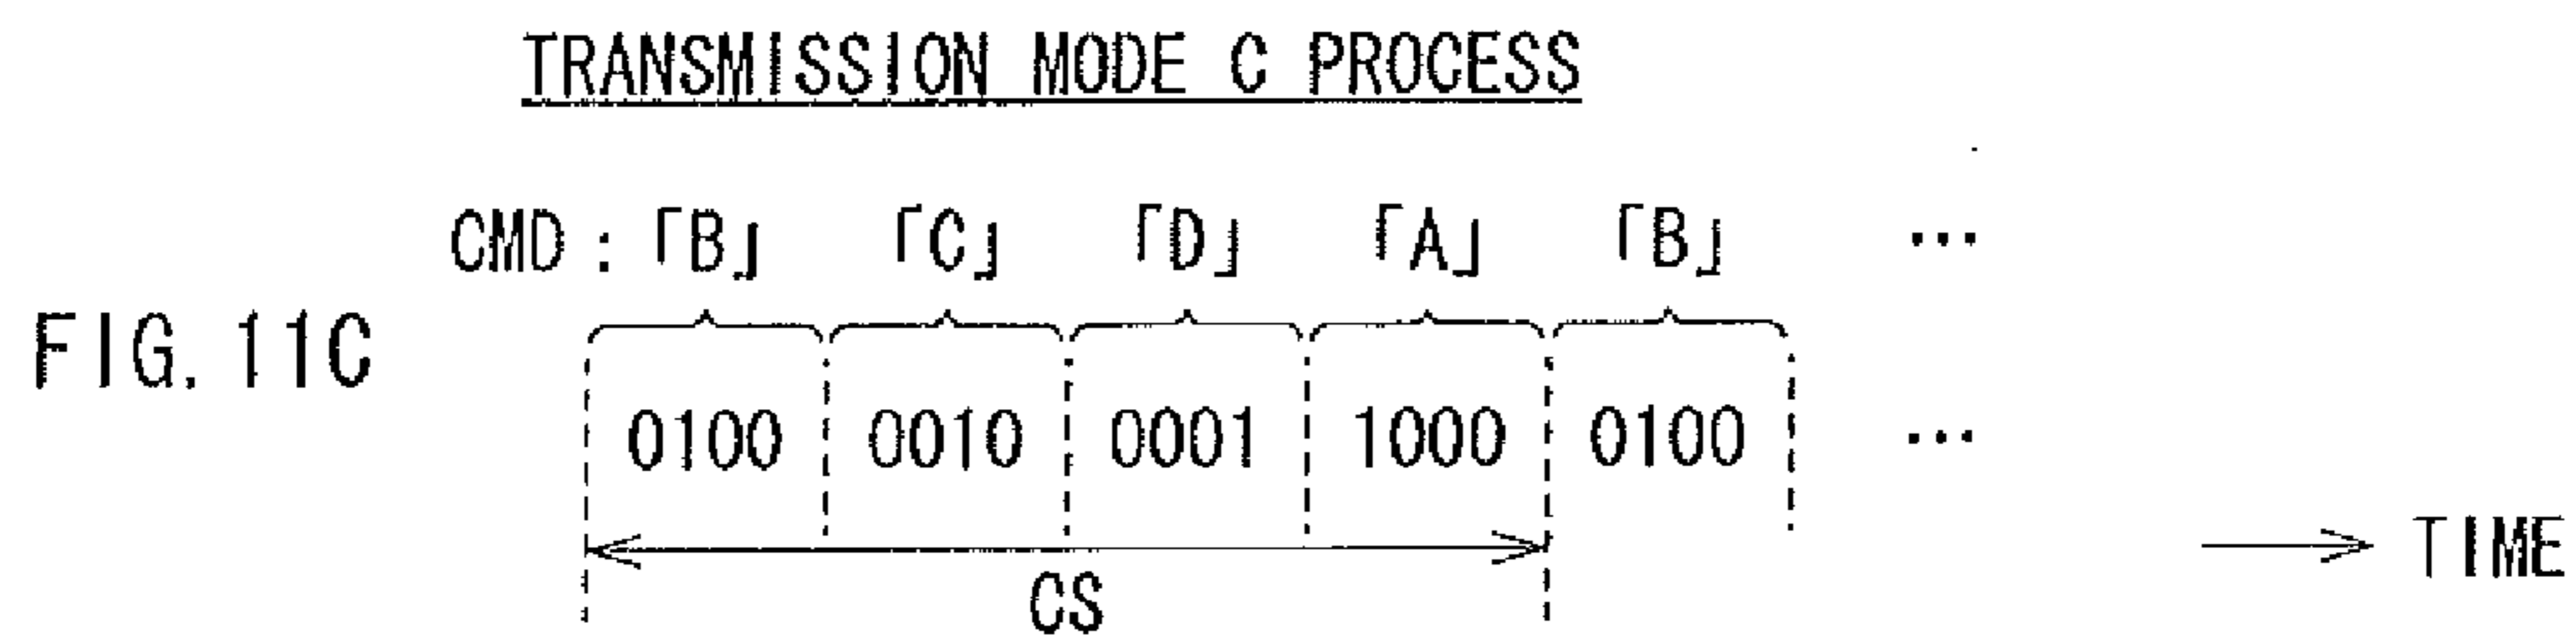 TRANSMISSION MODE C PROCESS
CMD : 「B」 「C」 「D」 「A」 「B」 ...
FIG. 11C
0100 0010 0001 1000 0100 ...
TIME
CS